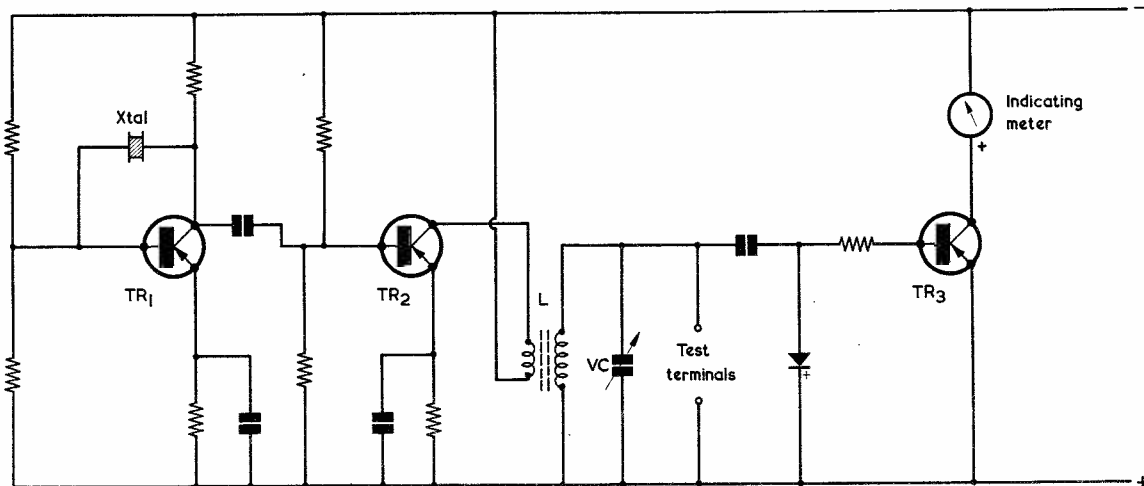 −
Xtal
Indicating
meter
+
TR1
TR2
TR3
L
VC
Test
terminals
+
+